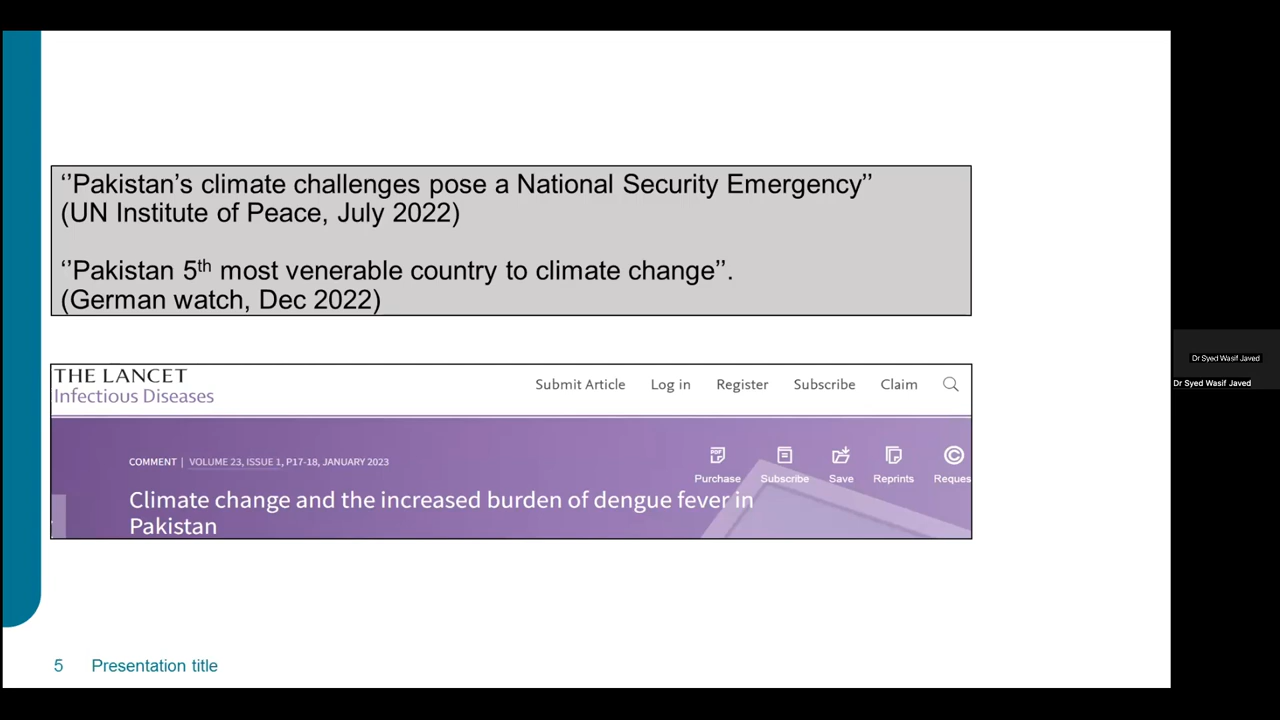 ‘’Pakistan’s climate challenges pose a National Security Emergency’’
(UN Institute of Peace, July 2022)
‘’Pakistan 5th most venerable country to climate change’’.
(German watch, Dec 2022)
THE LANCET
Infectious Diseases
Submit Article Log in Register Subscribe Claim
COMMENT | VOLUME 23, ISSUE 1, P17-18, JANUARY 2023
PDF
Purchase Subscribe Save Reprints Reques
Climate change and the increased burden of dengue fever in
Pakistan
Dr Syed Wasif Javed
Dr Syed Wasif Javed
5 Presentation title